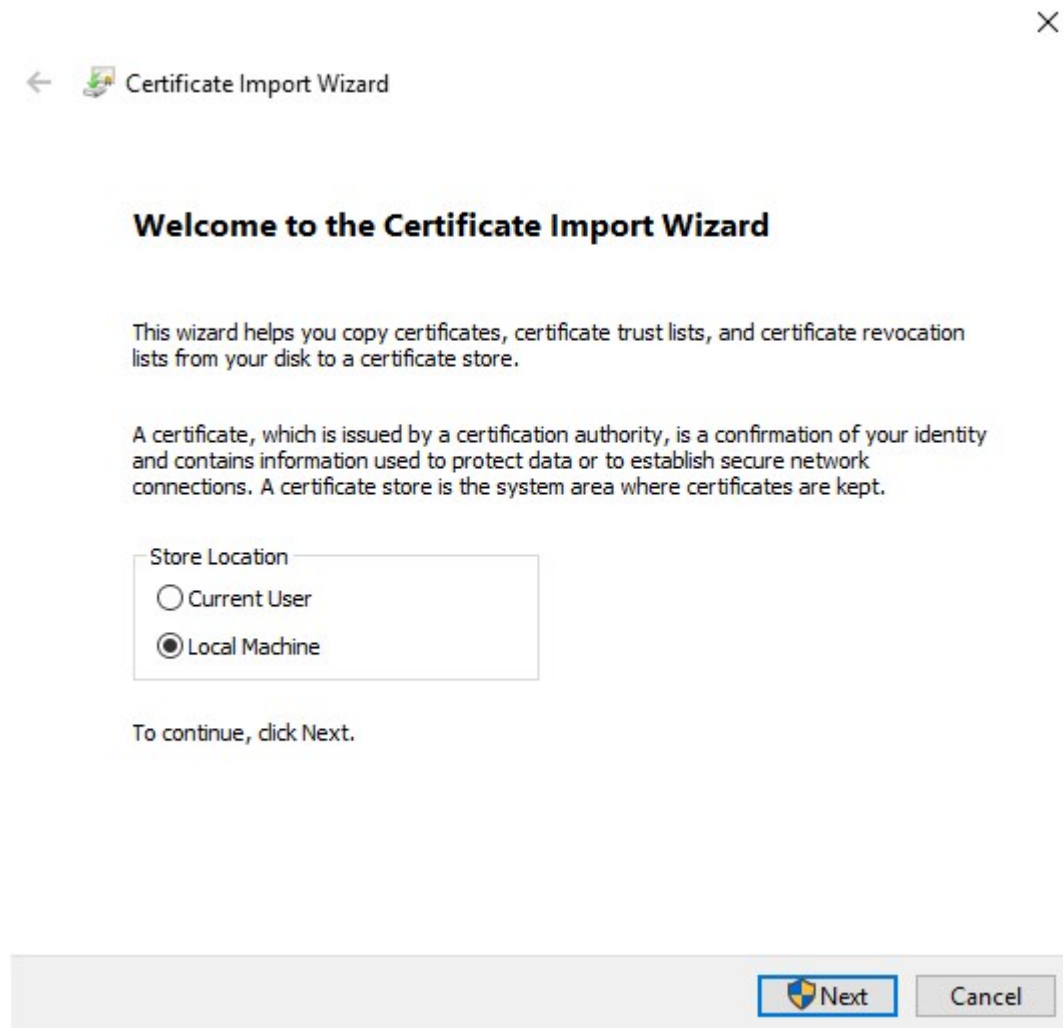 Certificate Import Wizard
Welcome to the Certificate Import Wizard
This wizard helps you copy certificates, certificate trust lists, and certificate revocation
lists from your disk to a certificate store.
A certificate, which is issued by a certification authority, is a confirmation of your identity
and contains information used to protect data or to establish secure network
connections. A certificate store is the system area where certificates are kept.
Store Location
Current User
Local Machine
To continue, click Next.
Next
Cancel